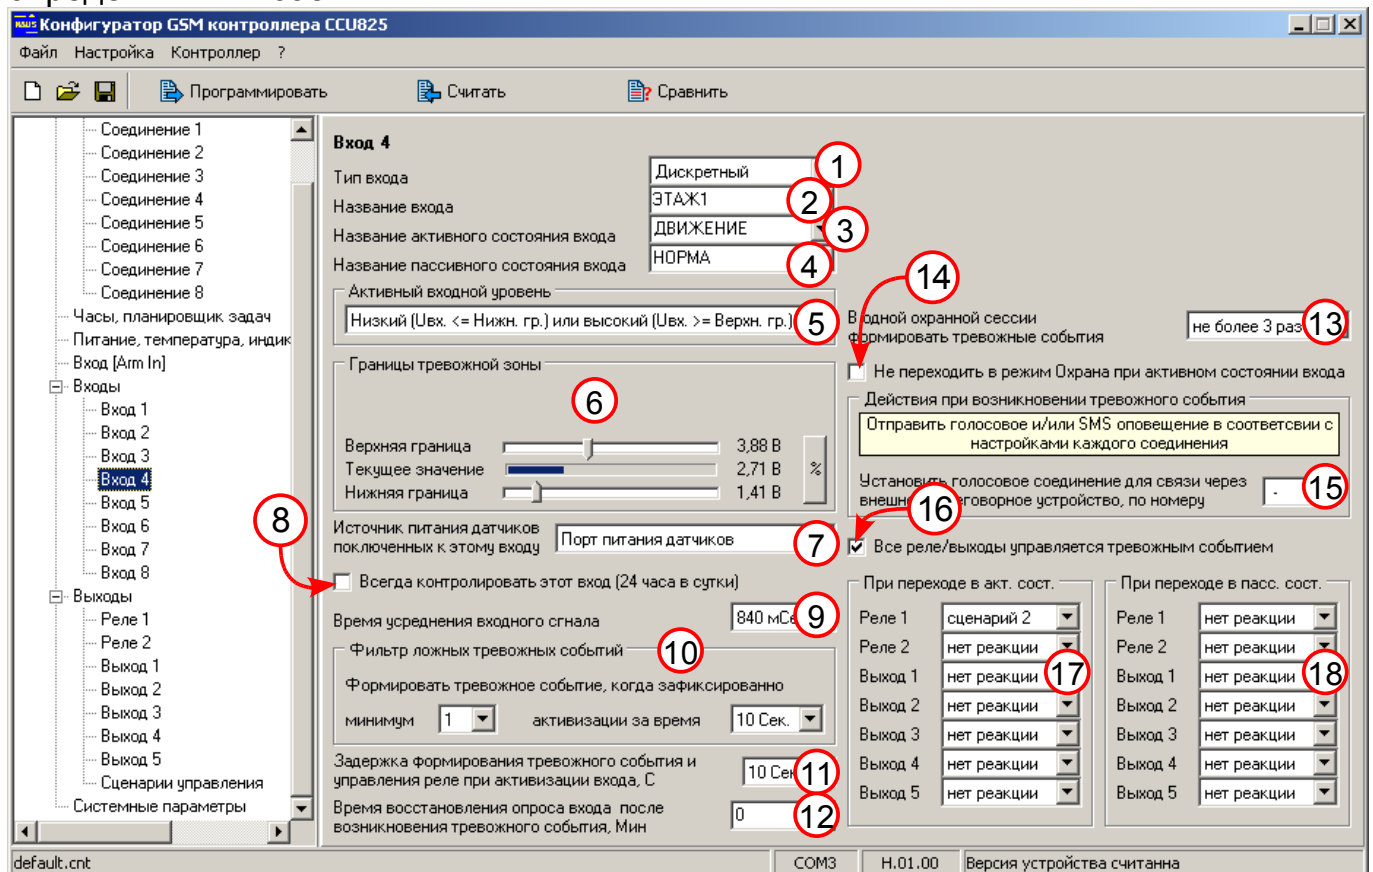 Конфигуратор GSM контроллера CCU825
Файл Настройка Контроллер ?
Программировать Считать Сравнить
Соединение 1
Соединение 2
Соединение 3
Соединение 4
Соединение 5
Соединение 6
Соединение 7
Соединение 8
Часы, планировщик задач
Питание, температура, индик
Вход [Arm In]
Входы
Вход 1
Вход 2
Вход 3
Вход 4
Вход 5
Вход 6
Вход 7
Вход 8
Выходы
Реле 1
Реле 2
Выход 1
Выход 2
Выход 3
Выход 4
Выход 5
Сценарии управления
Системные параметры
Вход 4
Тип входа Дискретный 1
Название входа ЭТАЖ1 2
Название активного состояния входа ДВИЖЕНИЕ 3
Название пассивного состояния входа НОРМА 4
Активный входной уровень
Низкий (Uвх. <= Нижн. гр.) или высокий (Uвх. >= Верхн. гр.) 5
Границы тревожной зоны
6
Верхняя граница 3,88 В
Текущее значение 2,71 В %
Нижняя граница 1,41 В
8
Источник питания датчиков
поключенных к этому входу Порт питания датчиков 7
Всегда контролировать этот вход (24 часа в сутки)
Время усреднения входного сгнала 840 мСе 9
Фильтр ложных тревожных событий 10
Формировать тревожное событие, когда зафиксированно
минимум 1 активизации за время 10 Сек.
Задержка формирования тревожного события и
управления реле при активизации входа, С 10 Сек 11
Время восстановления опроса входа после
возникновения тревожного события, Мин 0 12
14
В одной охранной сессии
формировать тревожные события не более 3 раз 13
Не переходить в режим Охрана при активном состоянии входа
Действия при возникновении тревожного события
Отправить голосовое и/или SMS оповещение в соответсвии с
настройками каждого соединения
Установить голосовое соединение для связи через
внешнее переговорное устройство, по номеру - 15
16
Все реле/выходы управляется тревожным событием
При переходе в акт. сост.
Реле 1 сценарий 2
Реле 2 нет реакции
Выход 1 нет реакции 17
Выход 2 нет реакции
Выход 3 нет реакции
Выход 4 нет реакции
Выход 5 нет реакции
При переходе в пасс. сост.
Реле 1 нет реакции
Реле 2 нет реакции
Выход 1 нет реакции 18
Выход 2 нет реакции
Выход 3 нет реакции
Выход 4 нет реакции
Выход 5 нет реакции
default.cnt COM3 H.01.00 Версия устройства считанна